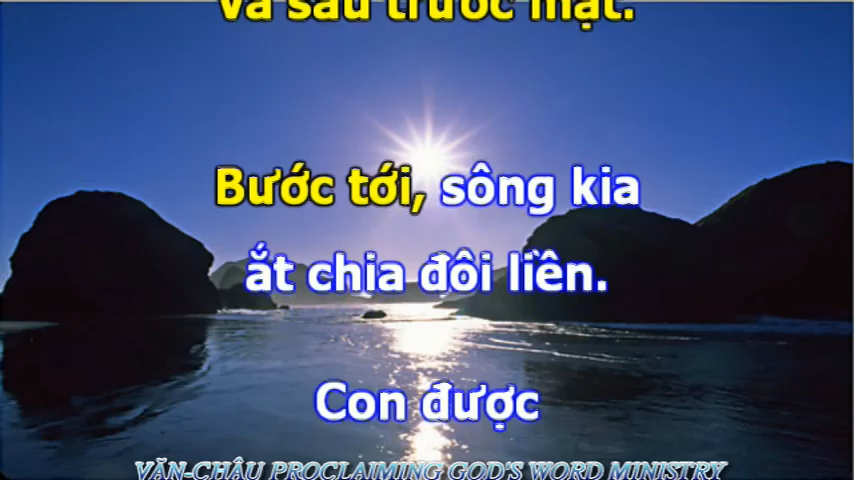 và sau trước mặt.
Bước tới, sông kia
ắt chia đôi liền.
Con được
VĂN-CHÂU PROCLAIMING GOD'S WORD MINISTRY